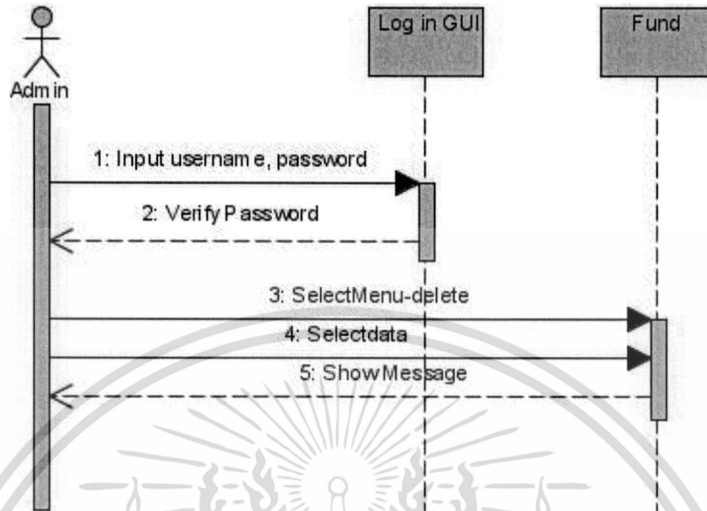 Log in GUI
Fund
Admin
1: Input username, password
2: Verify Password
3: SelectMenu-delete
4: Selectdata
5: ShowMessage